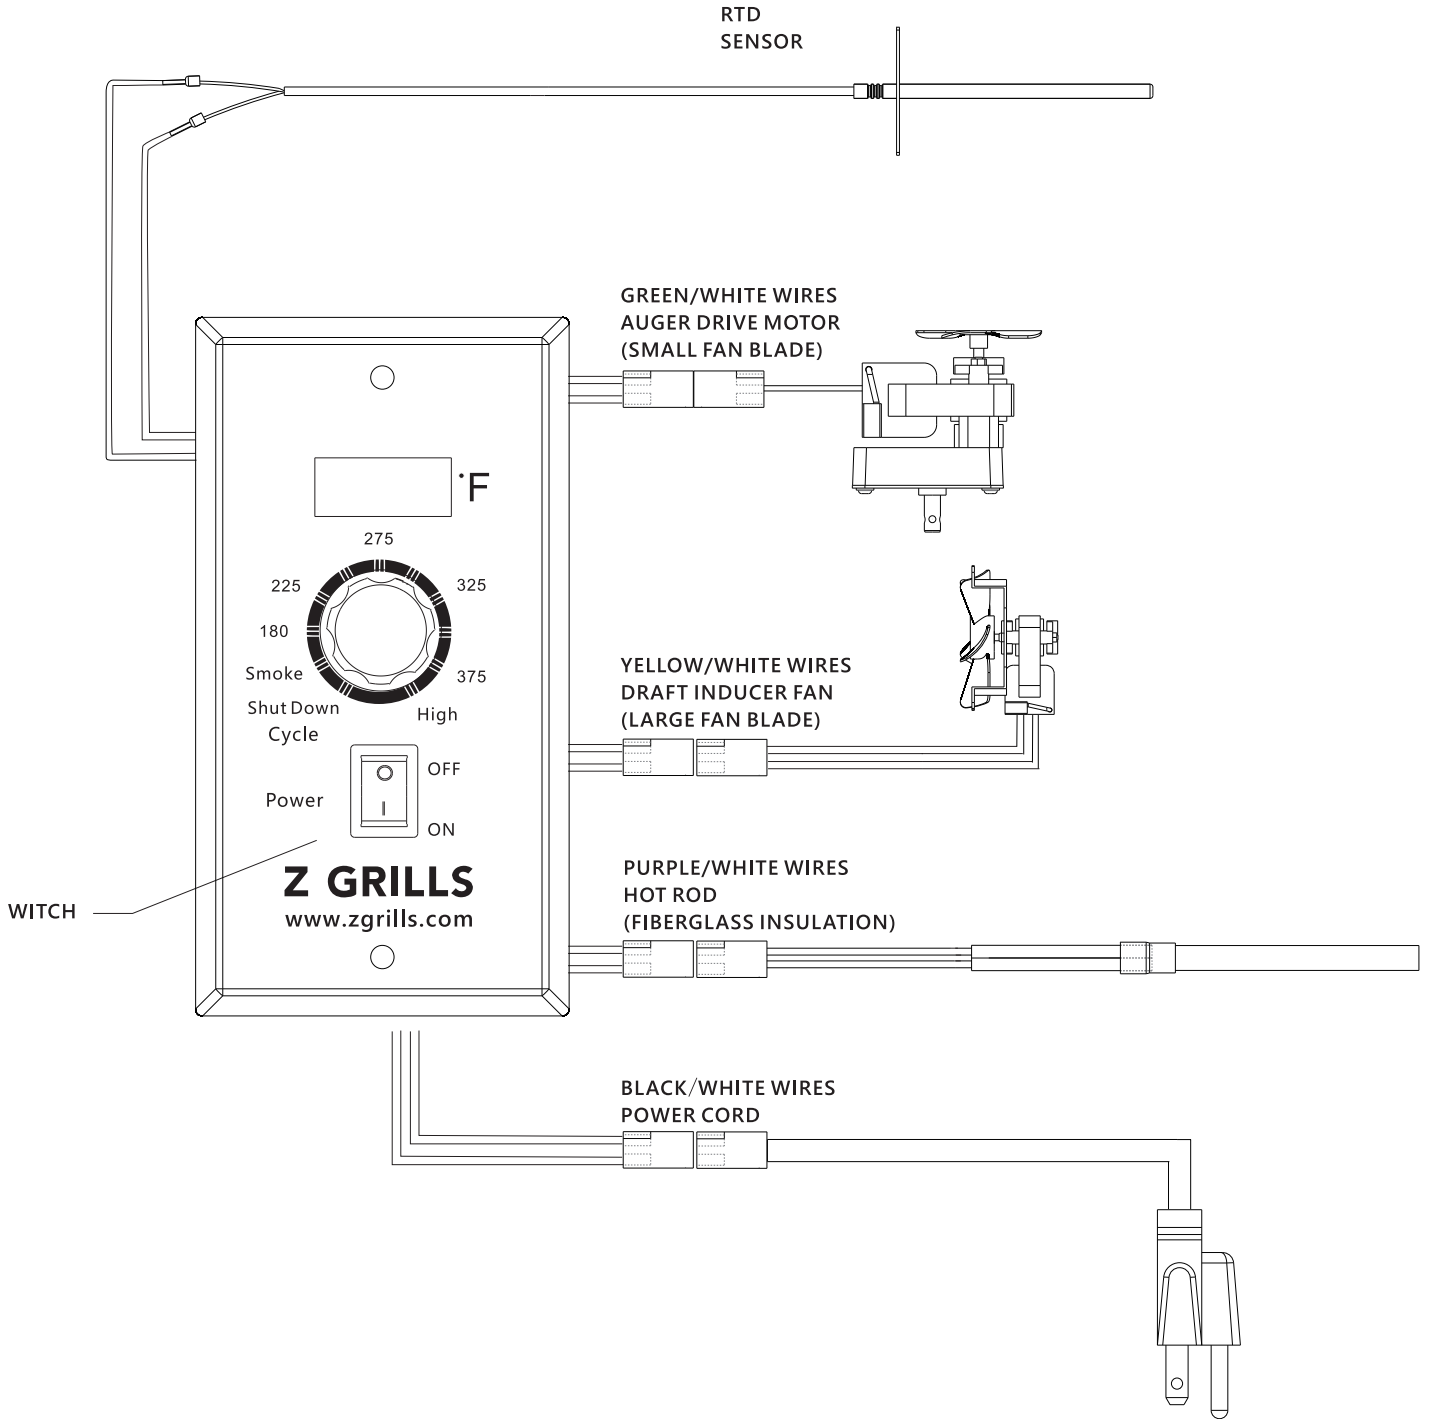 RTD
SENSOR
GREEN/WHITE WIRES
AUGER DRIVE MOTOR
(SMALL FAN BLADE)
°F
275
225
325
180
Smoke
375
Shut Down
Cycle
High
YELLOW/WHITE WIRES
DRAFT INDUCER FAN
(LARGE FAN BLADE)
OFF
Power
ON
Z GRILLS
www.zgrills.com
WITCH
PURPLE/WHITE WIRES
HOT ROD
(FIBERGLASS INSULATION)
BLACK/WHITE WIRES
POWER CORD